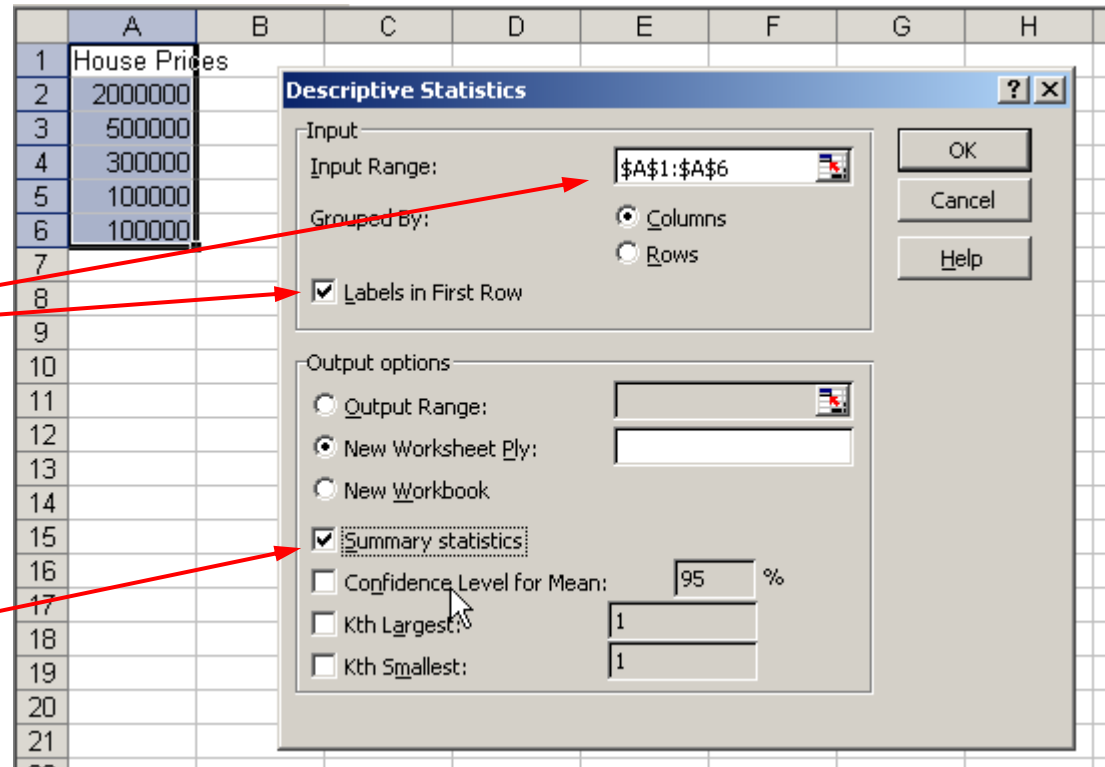 A B C D E F G H
1 House Prices
2 2000000
3 500000
4 300000
5 100000
6 100000
7
8
9
10
11
12
13
14
15
16
17
18
19
20
21
Descriptive Statistics ? X
Input
Input Range: $A$1:$A$6
Grouped By: Columns
Rows
Labels in First Row
OK
Cancel
Help
Output options
Output Range:
New Worksheet Ply:
New Workbook
Summary statistics
Confidence Level for Mean: 95 %
Kth Largest: 1
Kth Smallest: 1